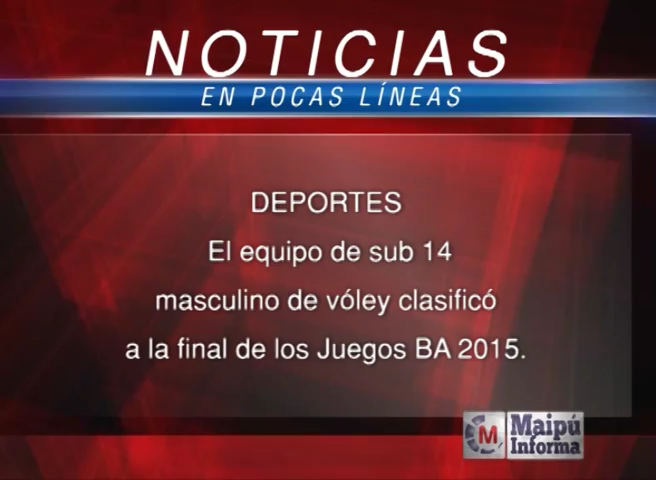 NOTICIAS
EN POCAS LÍNEAS
DEPORTES
El equipo de sub 14
masculino de vóley clasificó
a la final de los Juegos BA 2015.
M Maipú
Informa